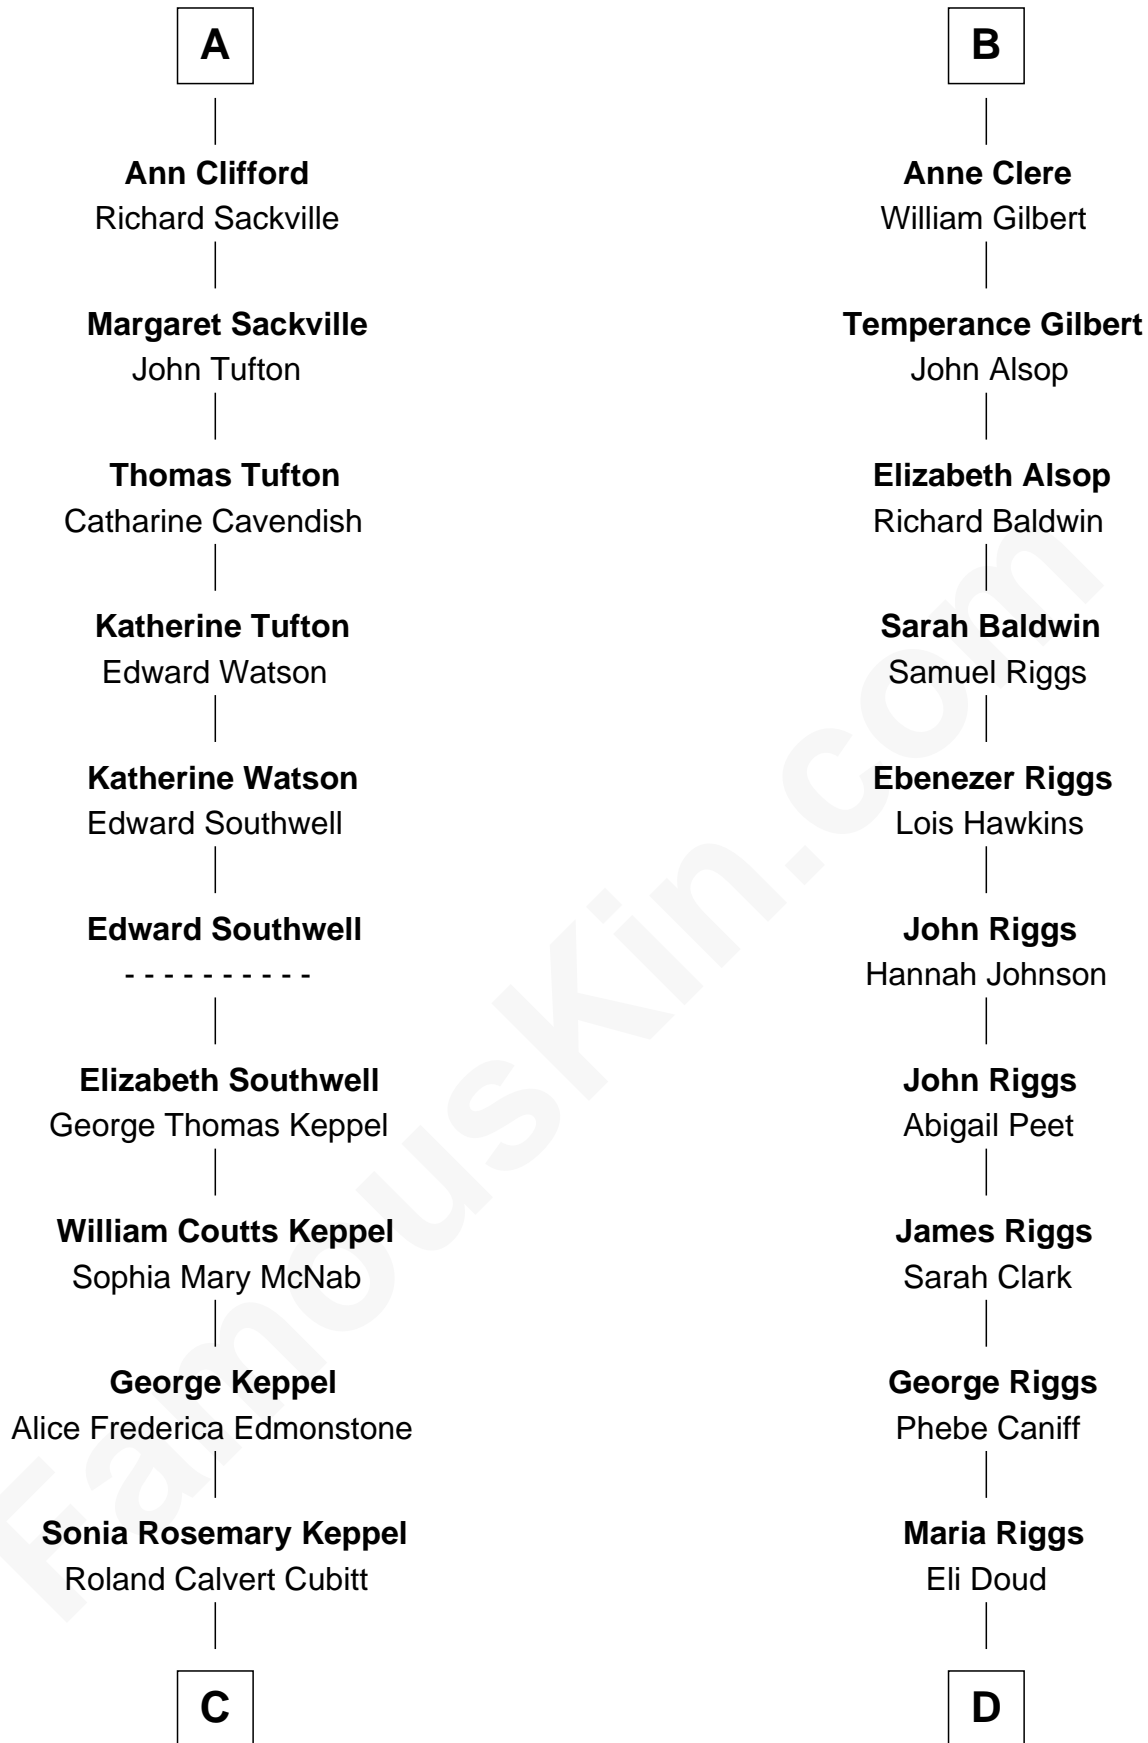 A
Ann Clifford
Richard Sackville
Margaret Sackville
John Tufton
Thomas Tufton
Catharine Cavendish
Katherine Tufton
Edward Watson
Katherine Watson
Edward Southwell
Edward Southwell
- - - - - - - - - -
Elizabeth Southwell
George Thomas Keppel
William Coutts Keppel
Sophia Mary McNab
George Keppel
Alice Frederica Edmonstone
Sonia Rosemary Keppel
Roland Calvert Cubitt
C
B
Anne Clere
William Gilbert
Temperance Gilbert
John Alsop
Elizabeth Alsop
Richard Baldwin
Sarah Baldwin
Samuel Riggs
Ebenezer Riggs
Lois Hawkins
John Riggs
Hannah Johnson
John Riggs
Abigail Peet
James Riggs
Sarah Clark
George Riggs
Phebe Caniff
Maria Riggs
Eli Doud
D
FamousKin.com